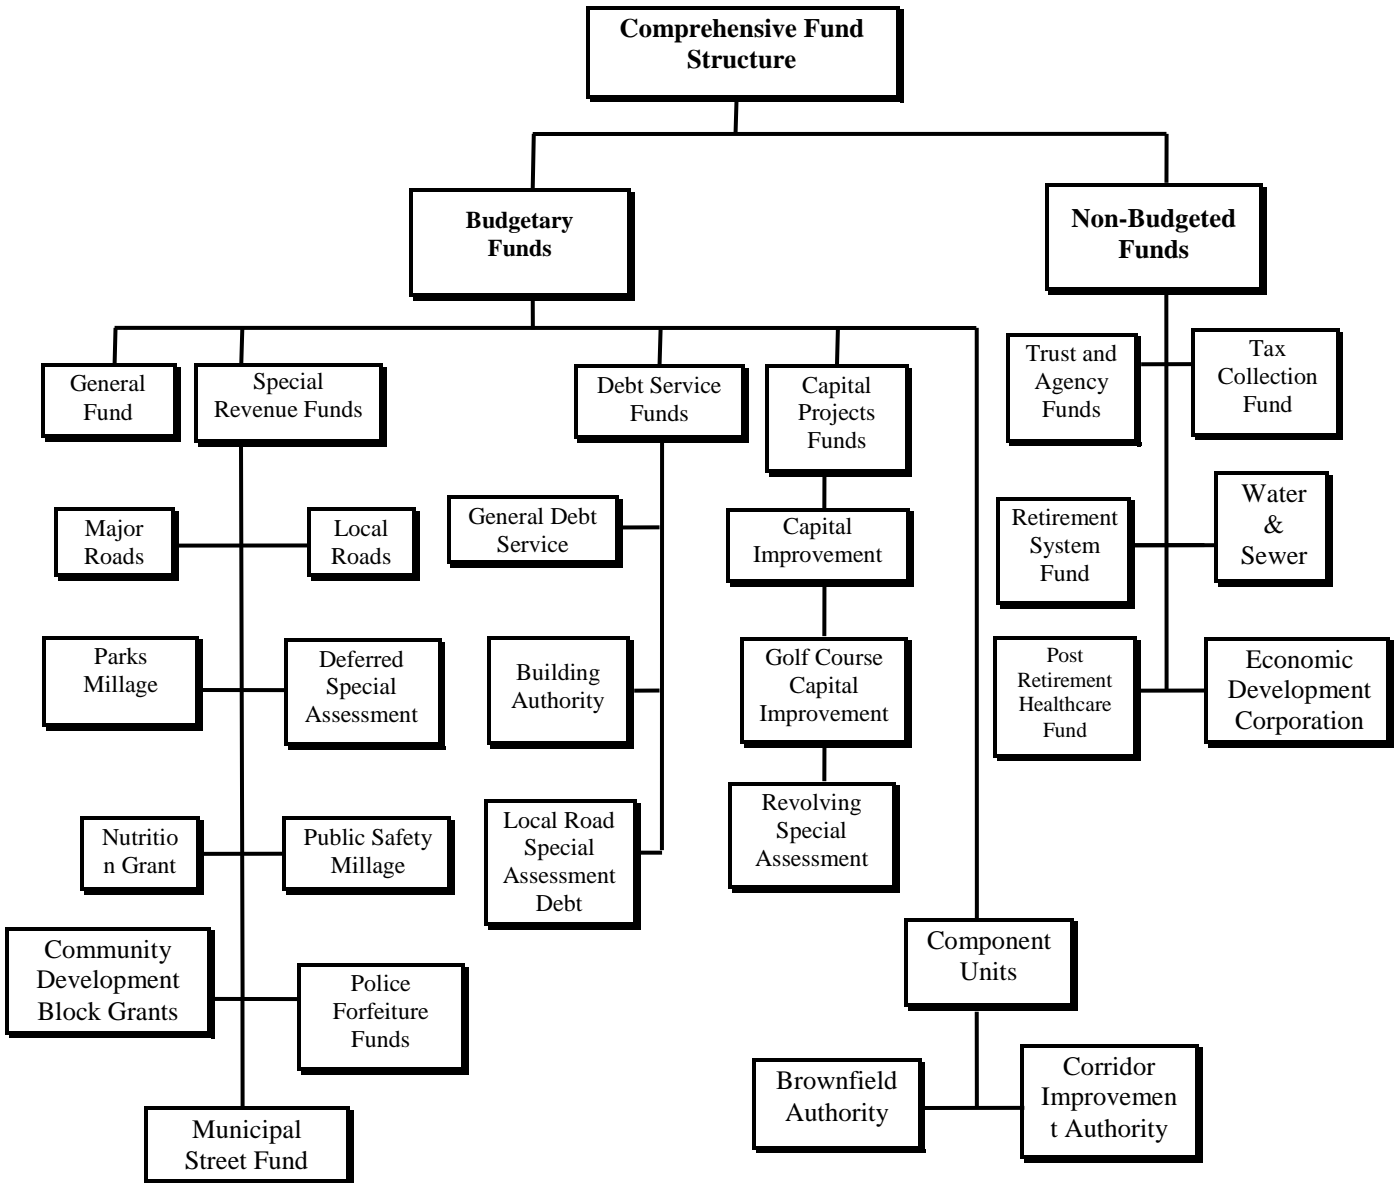 Comprehensive Fund
Structure
Budgetary
Funds
Non-Budgeted
Funds
General
Fund
Special
Revenue Funds
Debt Service
Funds
Capital
Projects
Funds
Trust and
Agency
Funds
Tax
Collection
Fund
Major
Roads
Local
Roads
General Debt
Service
Capital
Improvement
Retirement
System
Fund
Water
&
Sewer
Parks
Millage
Deferred
Special
Assessment
Building
Authority
Golf Course
Capital
Improvement
Post
Retirement
Healthcare
Fund
Economic
Development
Corporation
Nutritio
n Grant
Public Safety
Millage
Local Road
Special
Assessment
Debt
Revolving
Special
Assessment
Community
Development
Block Grants
Police
Forfeiture
Funds
Component
Units
Municipal
Street Fund
Brownfield
Authority
Corridor
Improvemen
t Authority